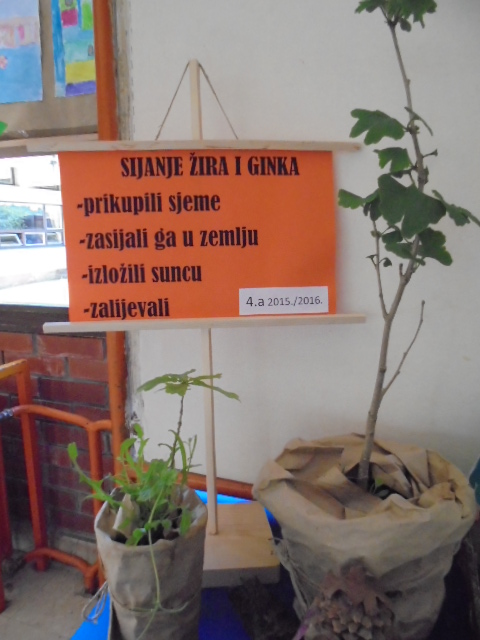 SIJANJE ŽIRA I GINKA
-prikupili sjeme
-zasijali ga u zemlju
-izložili suncu
-zalijevali
4.a 2015./2016.